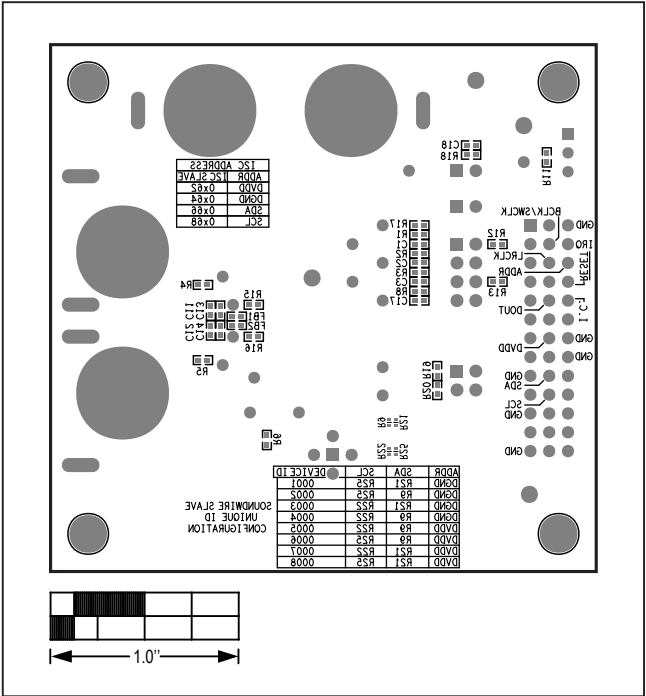 C18
R18
R11
I2C ADDRESS
ADDR I2C SLAVE
DVDD 0x62
DGND 0x64
SDA 0x66
SCL 0x68
BCLK/SWCLK
GND
R17
R1
C1
R2
C2
R3
C3
R8
C17
R12
R13
IRQ
LRCLK
RESET
ADDR
I.C.
DOUT
GND
DVDD
GND
GND
SDA
SCL
GND
GND
R4
R15
C11 C13
FB1
FB2
C12 C14
R16
R5
R19
R20
R6
R9 R21
R22 R25
ADDR SDA SCL DEVICE ID
DGND R21 R25 0001
DGND R9 R25 0002
DGND R21 R22 0003
DGND R9 R22 0004
DVDD R9 R22 0005
DVDD R9 R25 0006
DVDD R21 R22 0007
DVDD R21 R25 0008
SOUNDWIRE SLAVE
UNIQUE ID
CONFIGURATION
1.0”